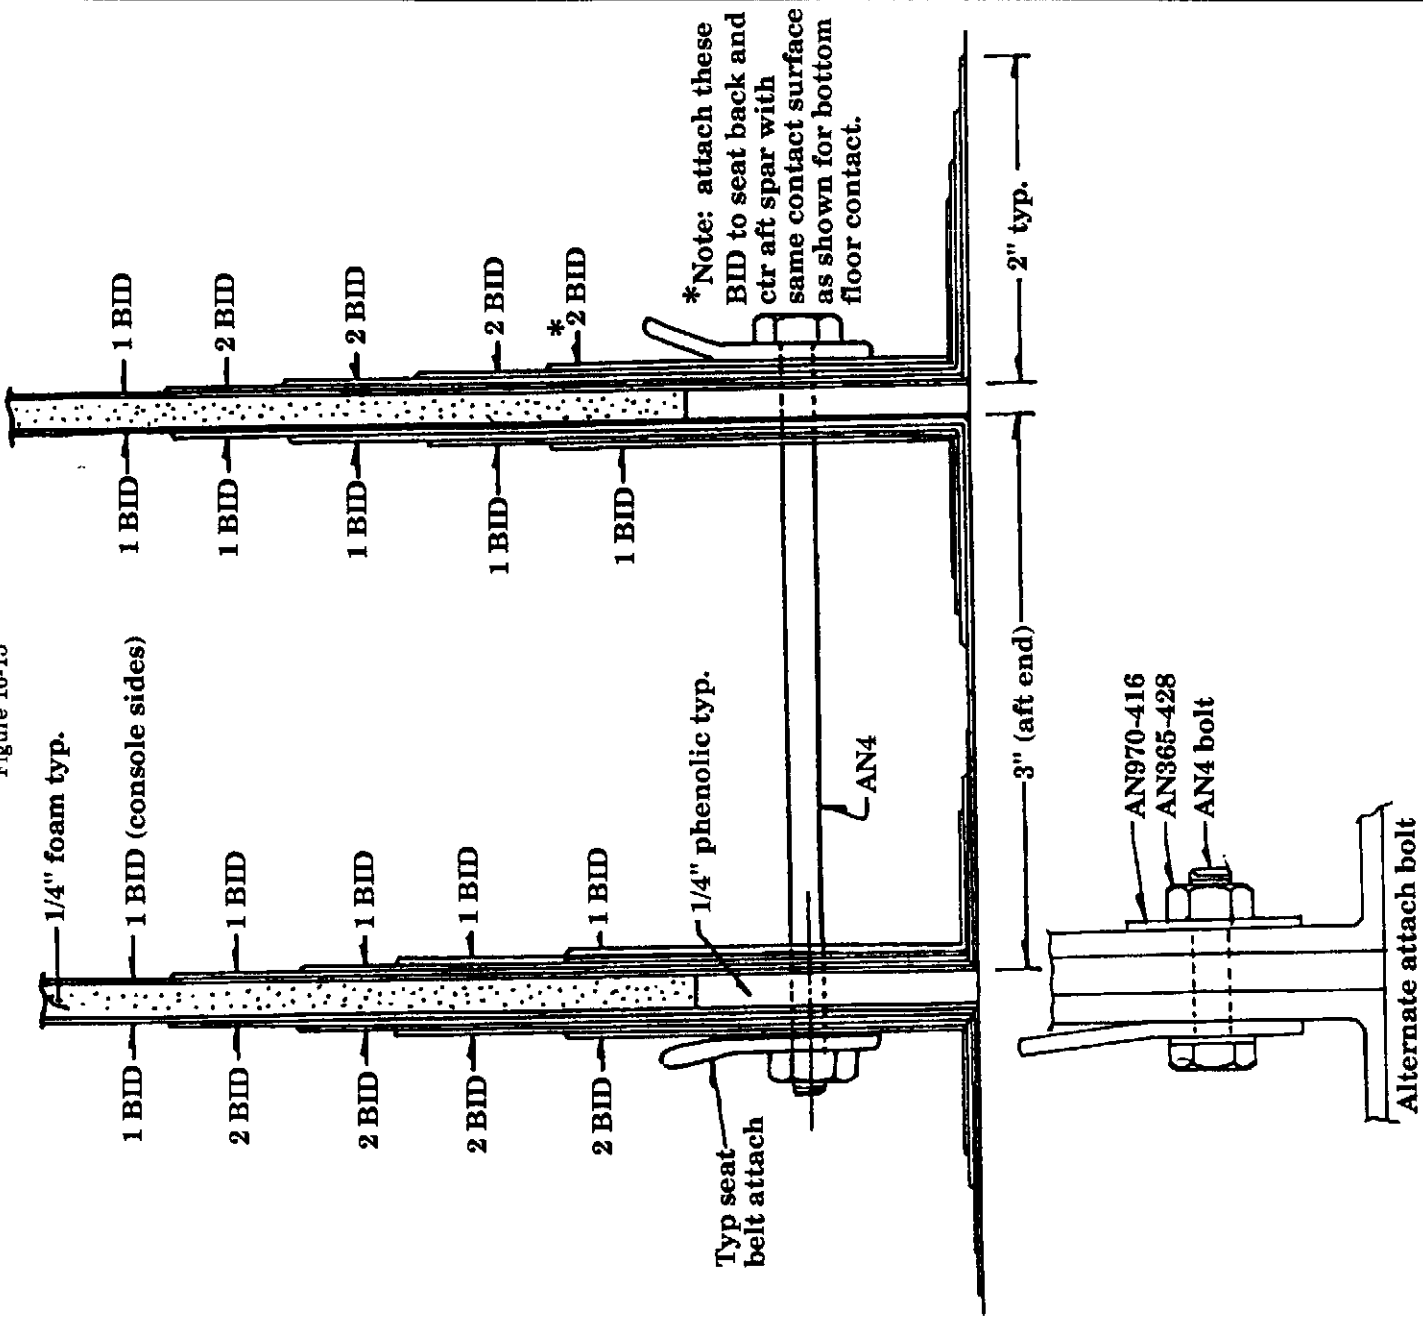 Figure 10-15
1/4" foam typ.
1 BID
1 BID (console sides)
2 BID
1 BID
2 BID
1 BID
2 BID
1 BID
2 BID
1 BID
1 BID
1 BID
1 BID
2 BID
1 BID
2 BID
1 BID
2 BID
1 BID
*
2 BID
*Note: attach these
BID to seat back and
ctr aft spar with
same contact surface
as shown for bottom
floor contact.
Typ seat
belt attach
1/4" phenolic typ.
AN4
3" (aft end)
2" typ.
AN970-416
AN365-428
AN4 bolt
Alternate attach bolt